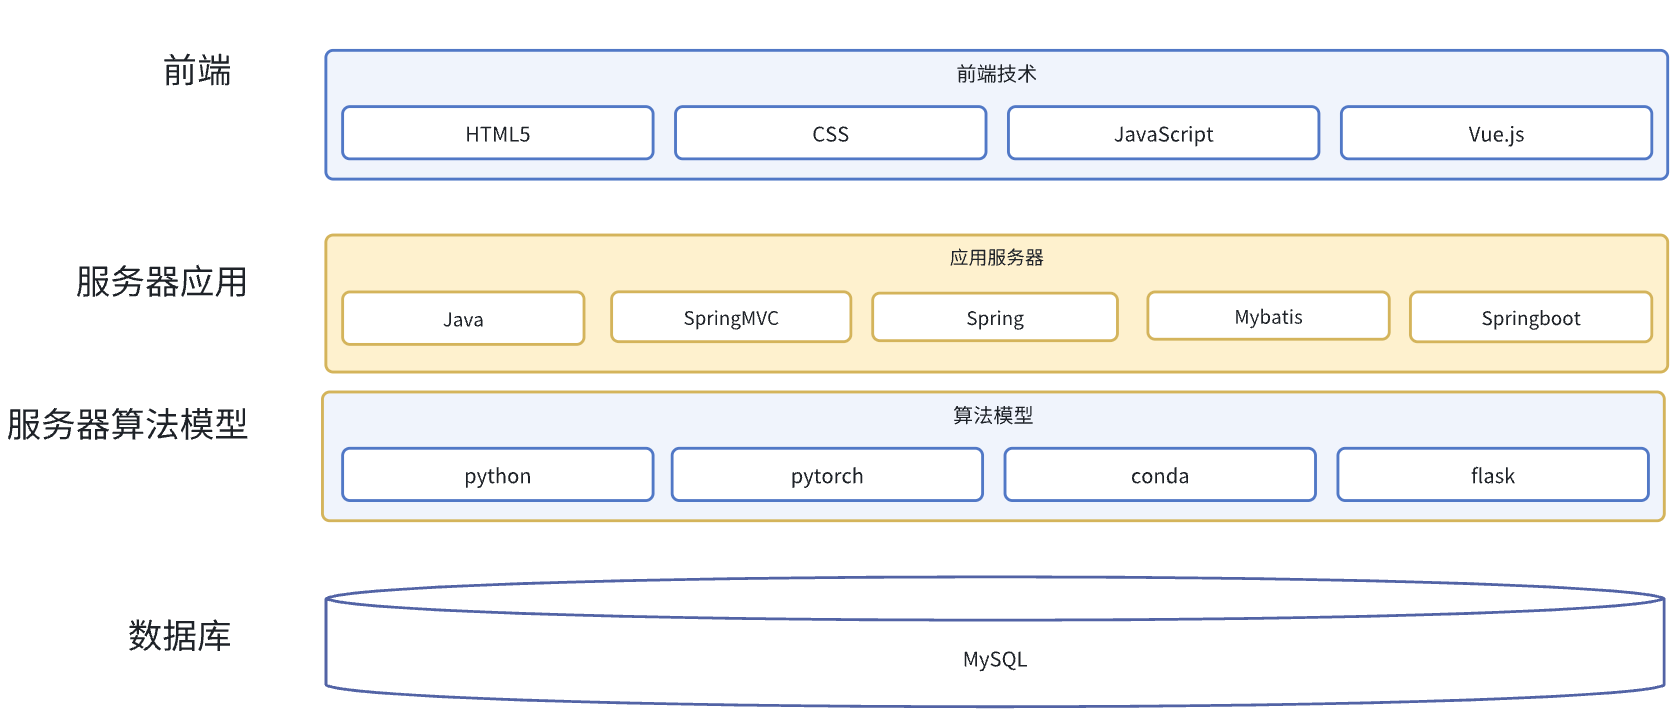 前端
前端技术
HTML5
CSS
JavaScript
Vue.js
服务器应用
应用服务器
Java
SpringMVC
Spring
Mybatis
Springboot
服务器算法模型
算法模型
python
pytorch
conda
flask
数据库
MySQL